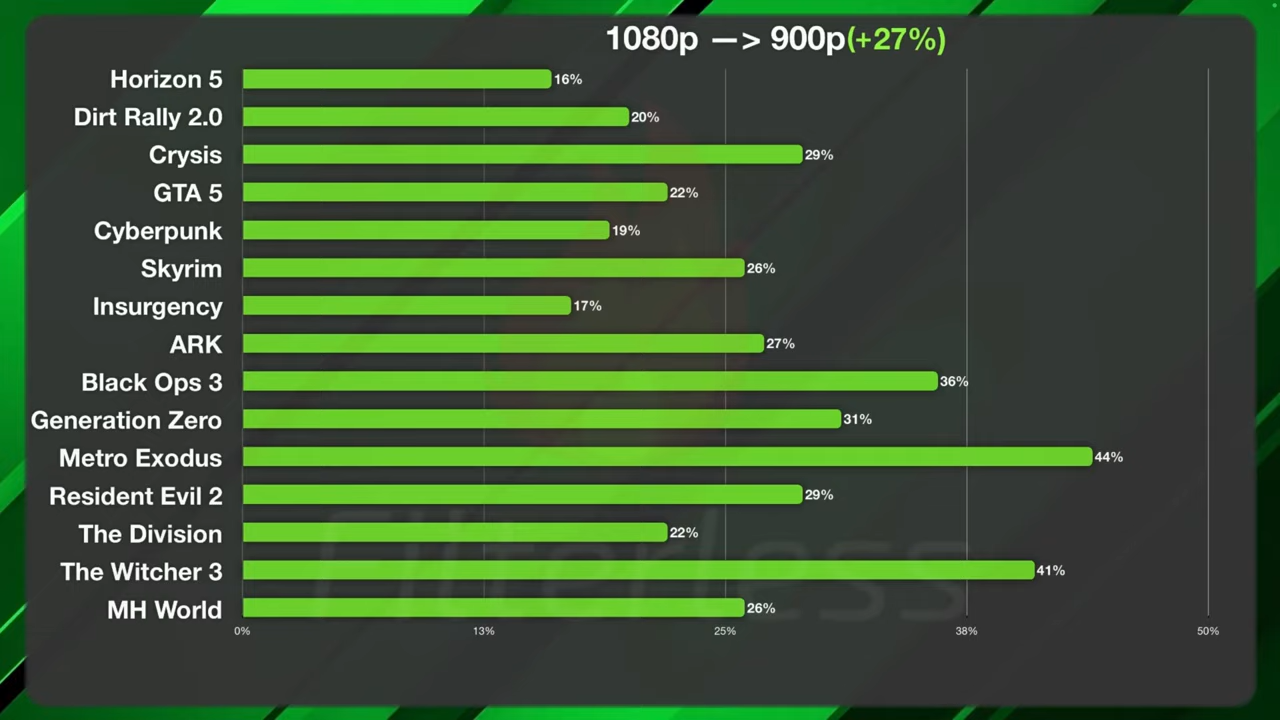 1080p —> 900p(+27%)
Horizon 5 16%
Dirt Rally 2.0 20%
Crysis 29%
GTA 5 22%
Cyberpunk 19%
Skyrim 26%
Insurgency 17%
ARK 27%
Black Ops 3 36%
Generation Zero 31%
Metro Exodus 44%
Resident Evil 2 29%
The Division 22%
The Witcher 3 41%
MH World 26%
0% 13% 25% 38% 50%
Filterless